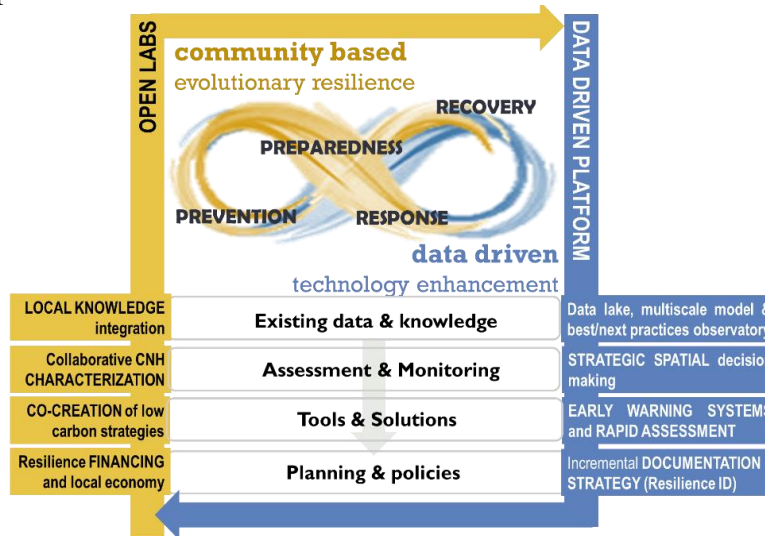 OPEN LABS
community based
evolutionary resilience
DATA DRIVEN PLATFORM
RECOVERY
PREPAREDNESS
PREVENTION
RESPONSE
data driven
technology enhancement
LOCAL KNOWLEDGE
integration
Existing data & knowledge
Data lake, multiscale model &
best/next practices observatory
Collaborative CNH
CHARACTERIZATION
Assessment & Monitoring
STRATEGIC SPATIAL decision
making
CO-CREATION of low
carbon strategies
Tools & Solutions
EARLY WARNING SYSTEMS
and RAPID ASSESSMENT
Resilience FINANCING
and local economy
Planning & policies
Incremental DOCUMENTATION
STRATEGY (Resilience ID)